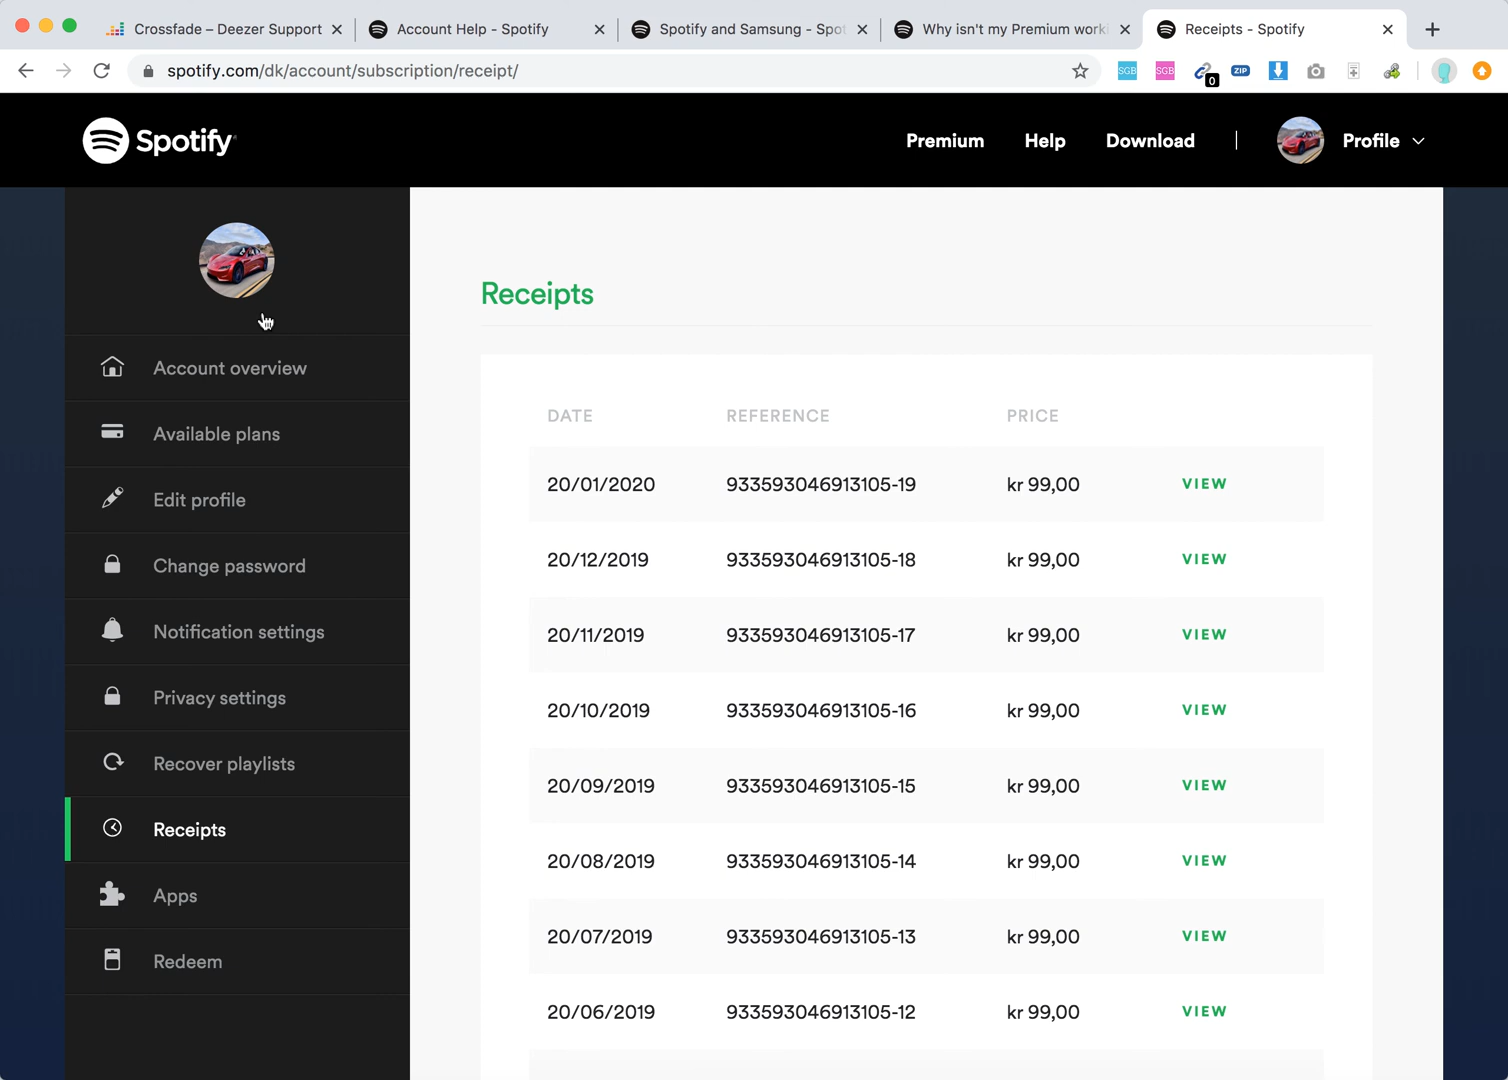 Crossfade – Deezer Support
Account Help - Spotify
Spotify and Samsung - Spot
Why isn't my Premium worki
Receipts - Spotify
spotify.com/dk/account/subscription/receipt/
SGB
SGB
0
ZIP
Spotify
Premium
Help
Download
Profile
Account overview
Available plans
Edit profile
Change password
Notification settings
Privacy settings
Recover playlists
Receipts
Apps
Redeem
Receipts
DATE REFERENCE PRICE
20/01/2020 933593046913105-19 kr 99,00 VIEW
20/12/2019 933593046913105-18 kr 99,00 VIEW
20/11/2019 933593046913105-17 kr 99,00 VIEW
20/10/2019 933593046913105-16 kr 99,00 VIEW
20/09/2019 933593046913105-15 kr 99,00 VIEW
20/08/2019 933593046913105-14 kr 99,00 VIEW
20/07/2019 933593046913105-13 kr 99,00 VIEW
20/06/2019 933593046913105-12 kr 99,00 VIEW